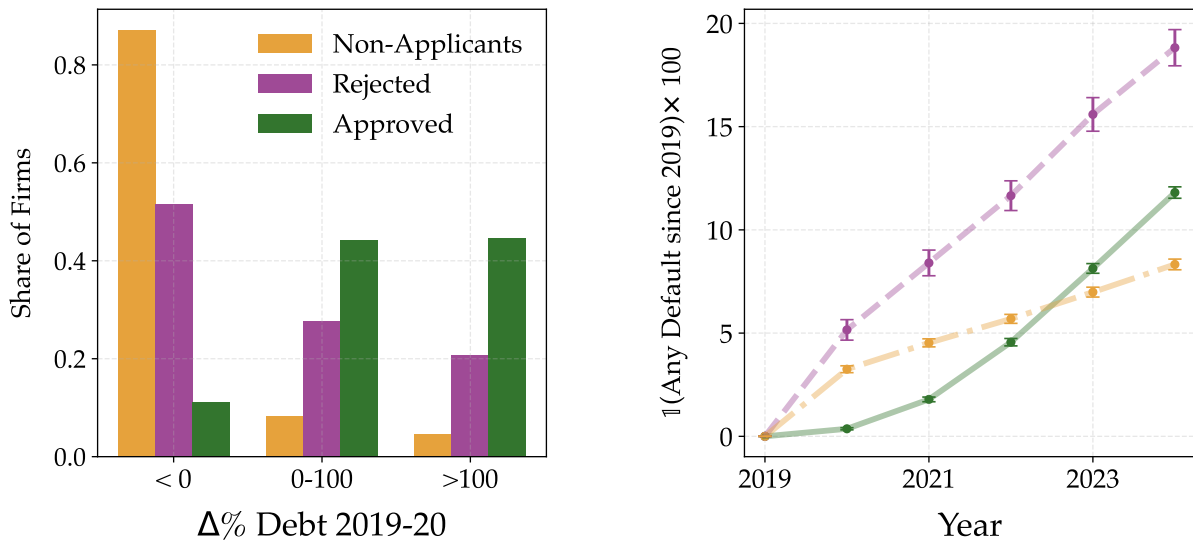 Share of Firms
0.8
0.6
0.4
0.2
0.0
Non-Applicants
Rejected
Approved
< 0
0-100
>100
Δ% Debt 2019-20
𝟙(Any Default since 2019)× 100
20
15
10
5
0
2019
2021
2023
Year